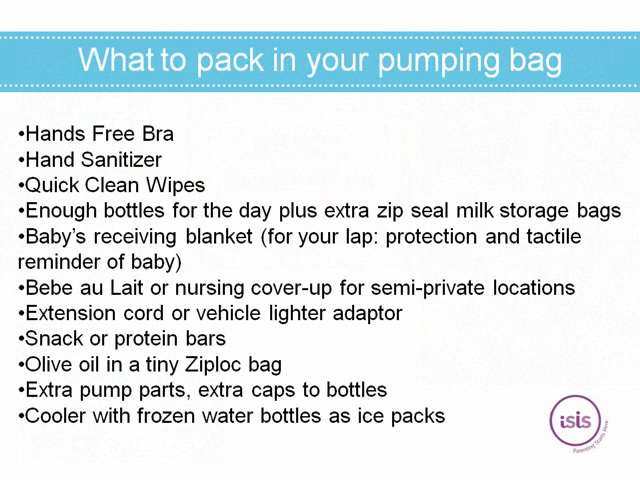 What to pack in your pumping bag
•Hands Free Bra
•Hand Sanitizer
•Quick Clean Wipes
•Enough bottles for the day plus extra zip seal milk storage bags
•Baby’s receiving blanket (for your lap: protection and tactile
reminder of baby)
•Bebe au Lait or nursing cover-up for semi-private locations
•Extension cord or vehicle lighter adaptor
•Snack or protein bars
•Olive oil in a tiny Ziploc bag
•Extra pump parts, extra caps to bottles
•Cooler with frozen water bottles as ice packs
isis
Parenting Starts Here